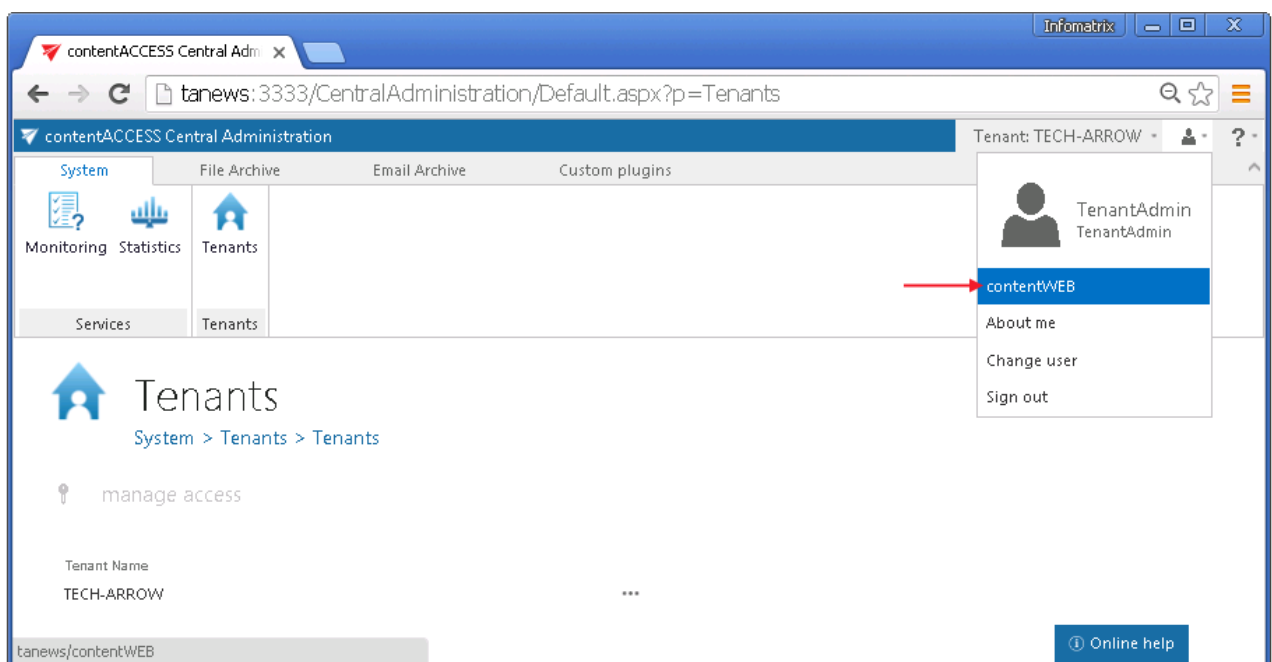 Infomatrix
contentACCESS Central Adm
tanews:3333/CentralAdministration/Default.aspx?p=Tenants
contentACCESS Central Administration
Tenant: TECH-ARROW
?
System
File Archive
Email Archive
Custom plugins
Monitoring
Statistics
Tenants
Services
Tenants
TenantAdmin
TenantAdmin
contentWEB
About me
Change user
Sign out
Tenants
System > Tenants > Tenants
manage access
Tenant Name
TECH-ARROW
...
Online help
tanews/contentWEB